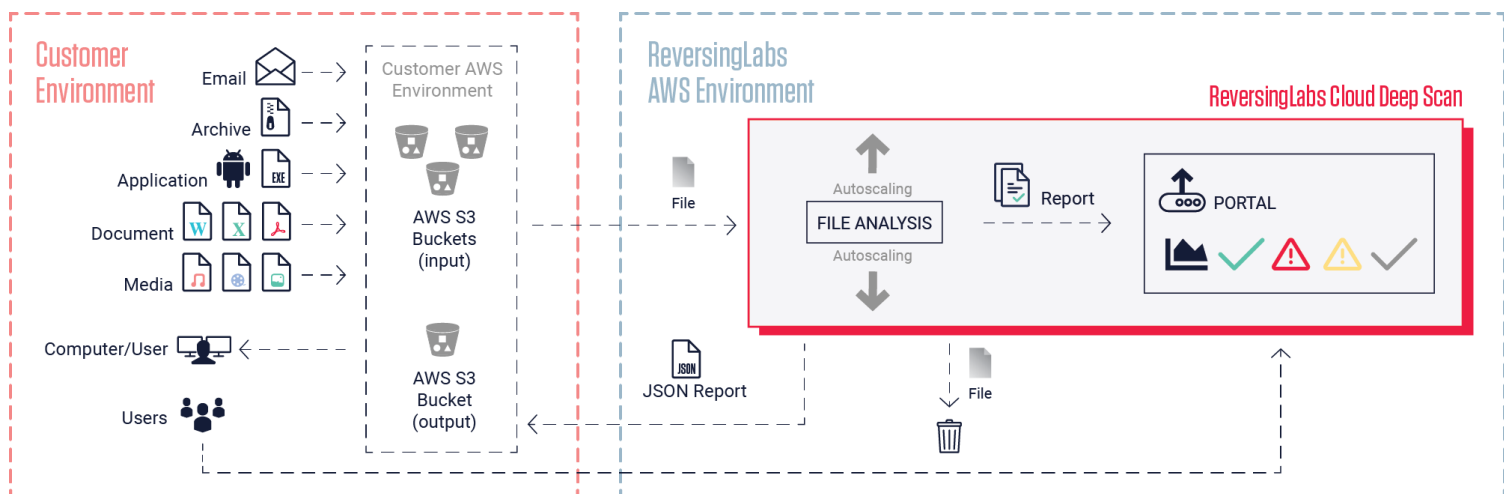 Customer
Environment
Email
Archive
Application
EXE
Document
W
X
Media
Computer/User
Users
Customer AWS
Environment
AWS S3
Buckets
(input)
AWS S3
Bucket
(output)
ReversingLabs
AWS Environment
File
ReversingLabs Cloud Deep Scan
Autoscaling
FILE ANALYSIS
Autoscaling
Report
PORTAL
JSON
JSON Report
File